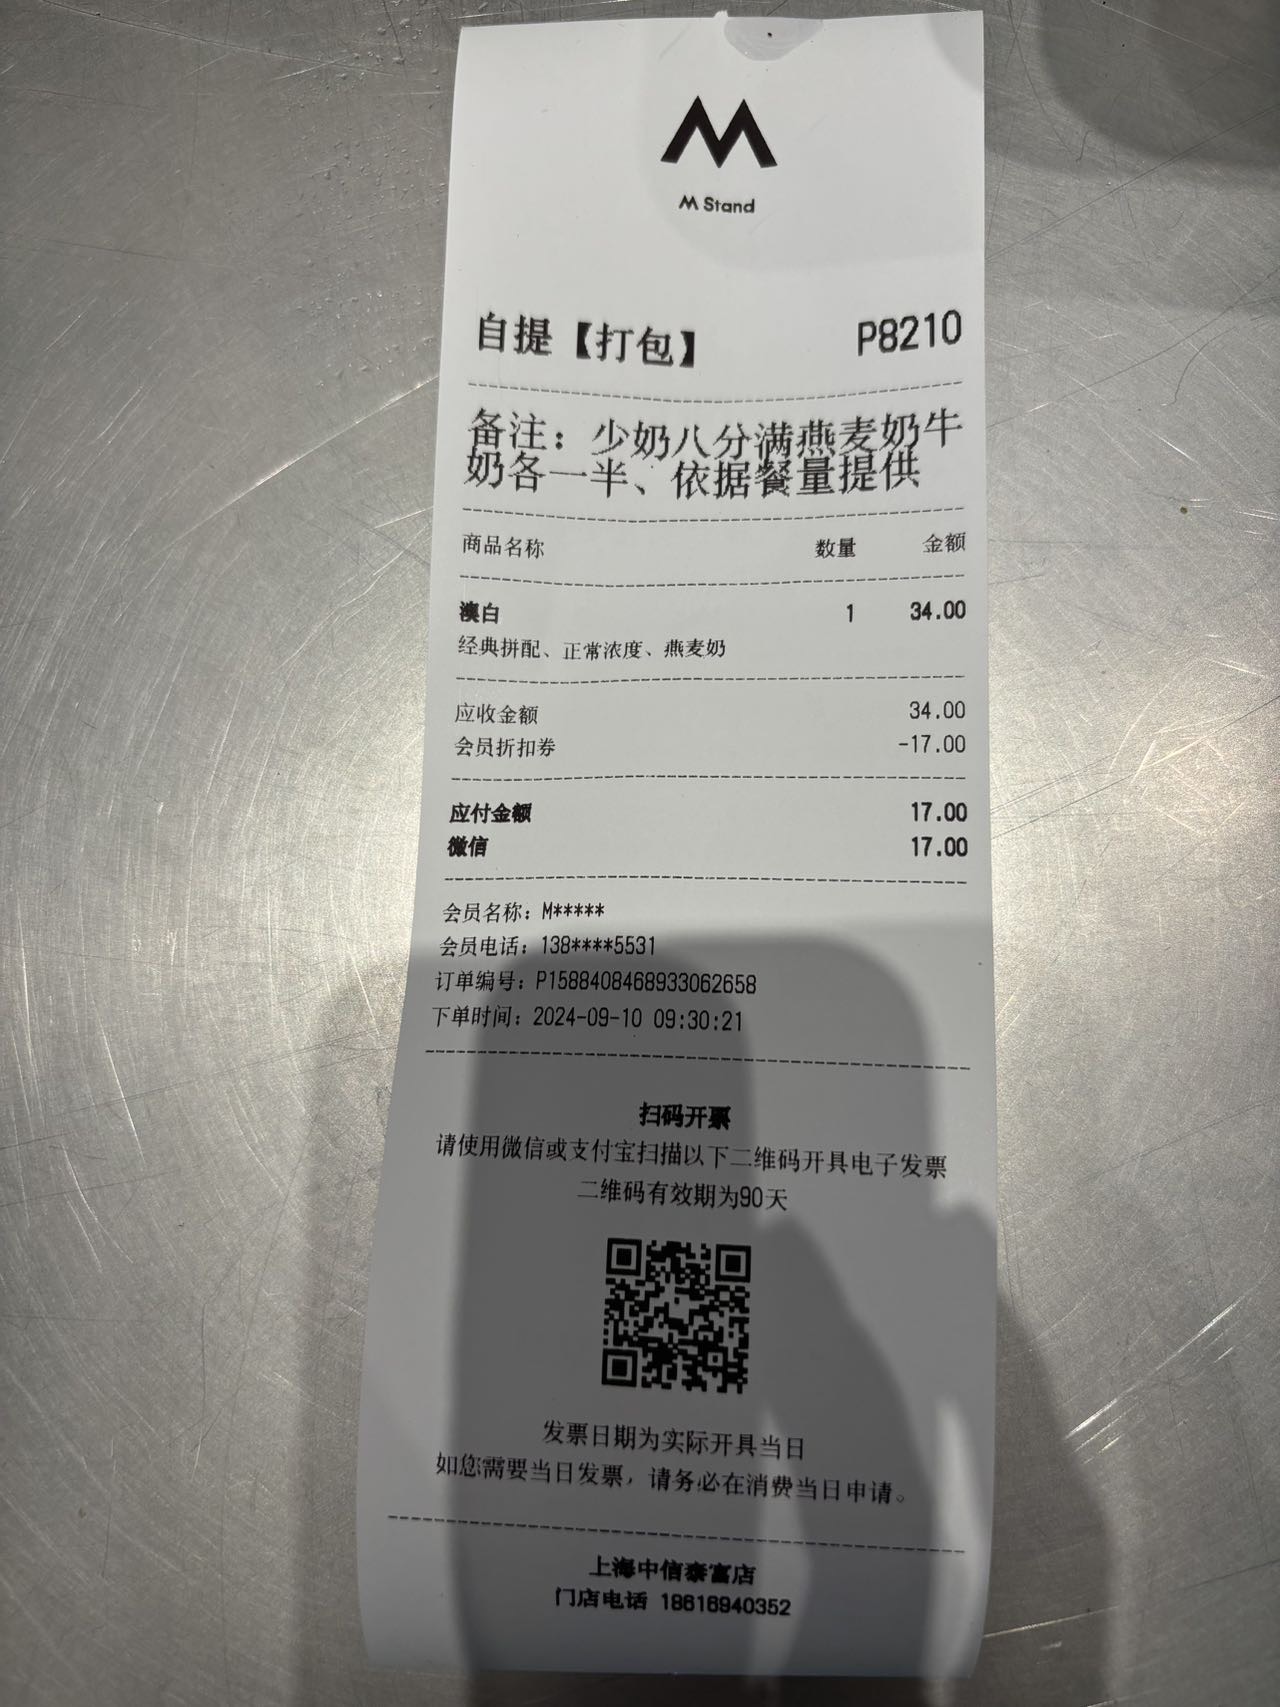 M
M Stand
自提【打包】 P8210
备注：少奶八分满燕麦奶牛
奶各一半、依据餐量提供
商品名称 数量 金额
澳白 1 34.00
经典拼配、正常浓度、燕麦奶
应收金额 34.00
会员折扣券 -17.00
应付金额 17.00
微信 17.00
会员名称：M*****
会员电话：138****5531
订单编号：P1588408468933062658
下单时间：2024-09-10 09:30:21
扫码开票
请使用微信或支付宝扫描以下二维码开具电子发票
二维码有效期为90天
发票日期为实际开具当日
如您需要当日发票，请务必在消费当日申请。
上海中信泰富店
门店电话 18616940352